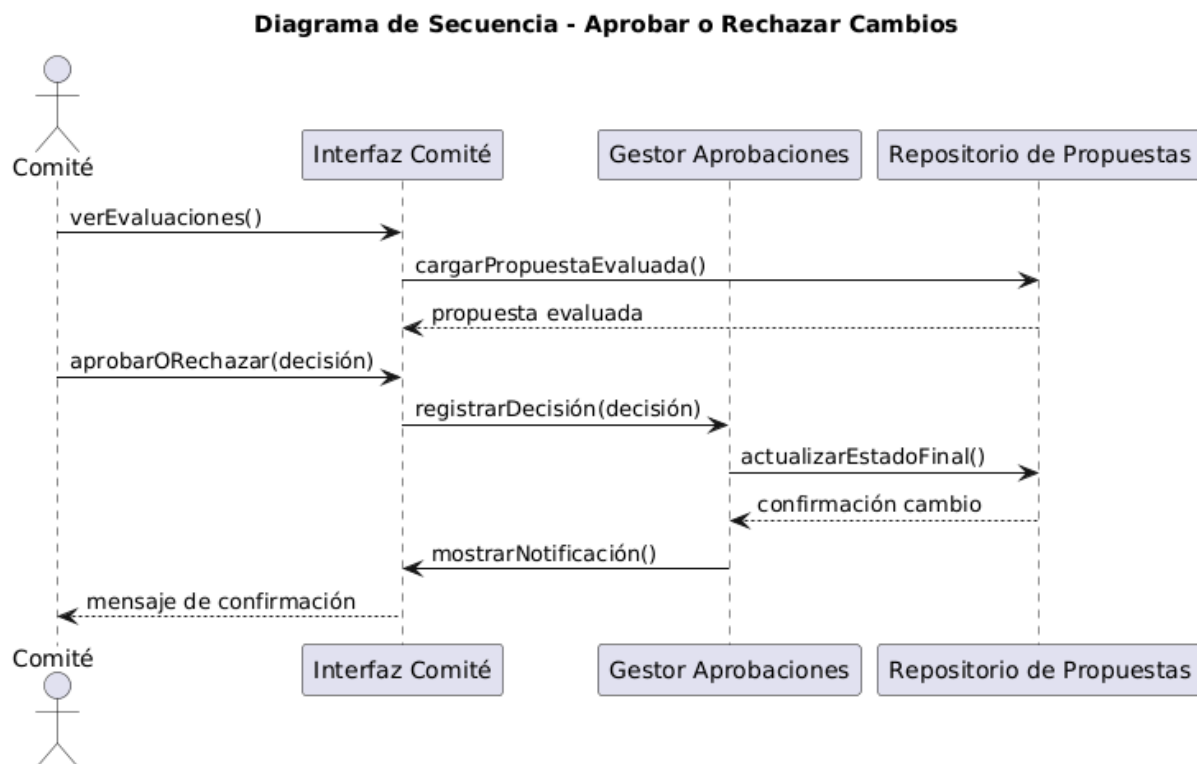 Diagrama de Secuencia - Aprobar o Rechazar Cambios
Comité
Interfaz Comité
Gestor Aprobaciones
Repositorio de Propuestas
verEvaluaciones()
cargarPropuestaEvaluada()
propuesta evaluada
aprobarORechazar(decisión)
registrarDecisión(decisión)
actualizarEstadoFinal()
confirmación cambio
mostrarNotificación()
mensaje de confirmación
Comité
Interfaz Comité
Gestor Aprobaciones
Repositorio de Propuestas